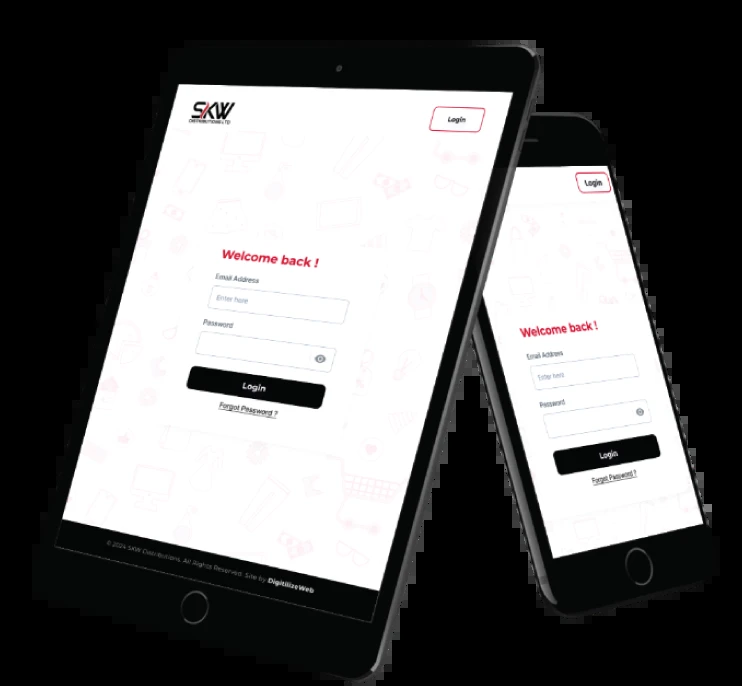 SKW
DISTRIBUTIONS LTD
Login
Welcome back !
Email Address
Enter here
Password
Login
Forgot Password ?
© 2024 SKW Distributions. All Rights Reserved. Site by DigitilizeWeb
Login
Welcome back !
Email Address
Enter here
Password
Login
Forgot Password ?